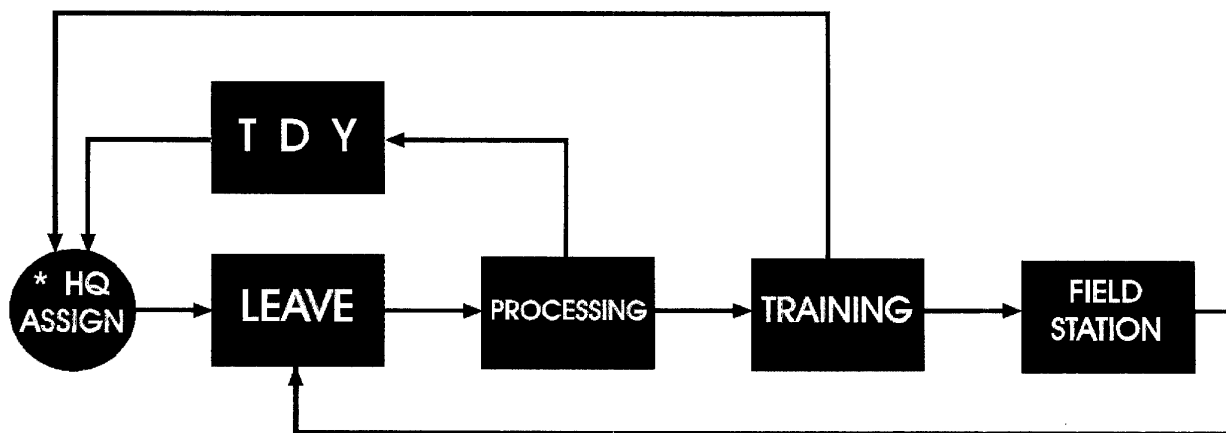 T D Y
* HQ
ASSIGN
LEAVE
PROCESSING
TRAINING
FIELD
STATION